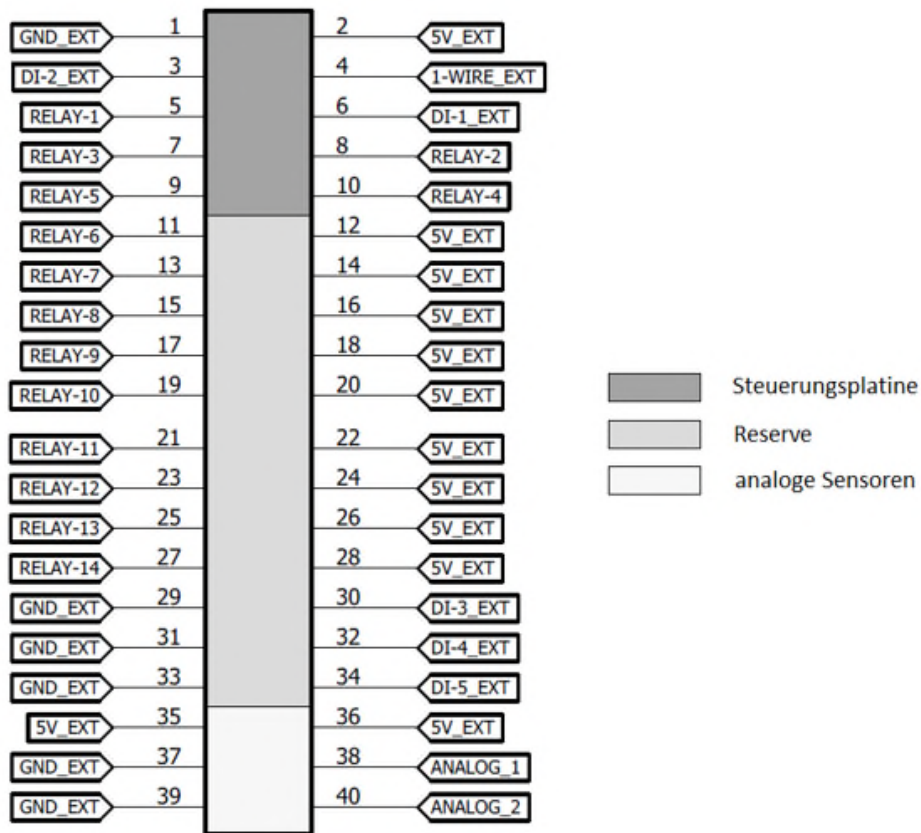 GND_EXT 1 2 5V_EXT
DI-2_EXT 3 4 1-WIRE_EXT
RELAY-1 5 6 DI-1_EXT
RELAY-3 7 8 RELAY-2
RELAY-5 9 10 RELAY-4
RELAY-6 11 12 5V_EXT
RELAY-7 13 14 5V_EXT
RELAY-8 15 16 5V_EXT
RELAY-9 17 18 5V_EXT
RELAY-10 19 20 5V_EXT
RELAY-11 21 22 5V_EXT
RELAY-12 23 24 5V_EXT
RELAY-13 25 26 5V_EXT
RELAY-14 27 28 5V_EXT
GND_EXT 29 30 DI-3_EXT
GND_EXT 31 32 DI-4_EXT
GND_EXT 33 34 DI-5_EXT
5V_EXT 35 36 5V_EXT
GND_EXT 37 38 ANALOG_1
GND_EXT 39 40 ANALOG_2
Steuerungsplatine
Reserve
analoge Sensoren